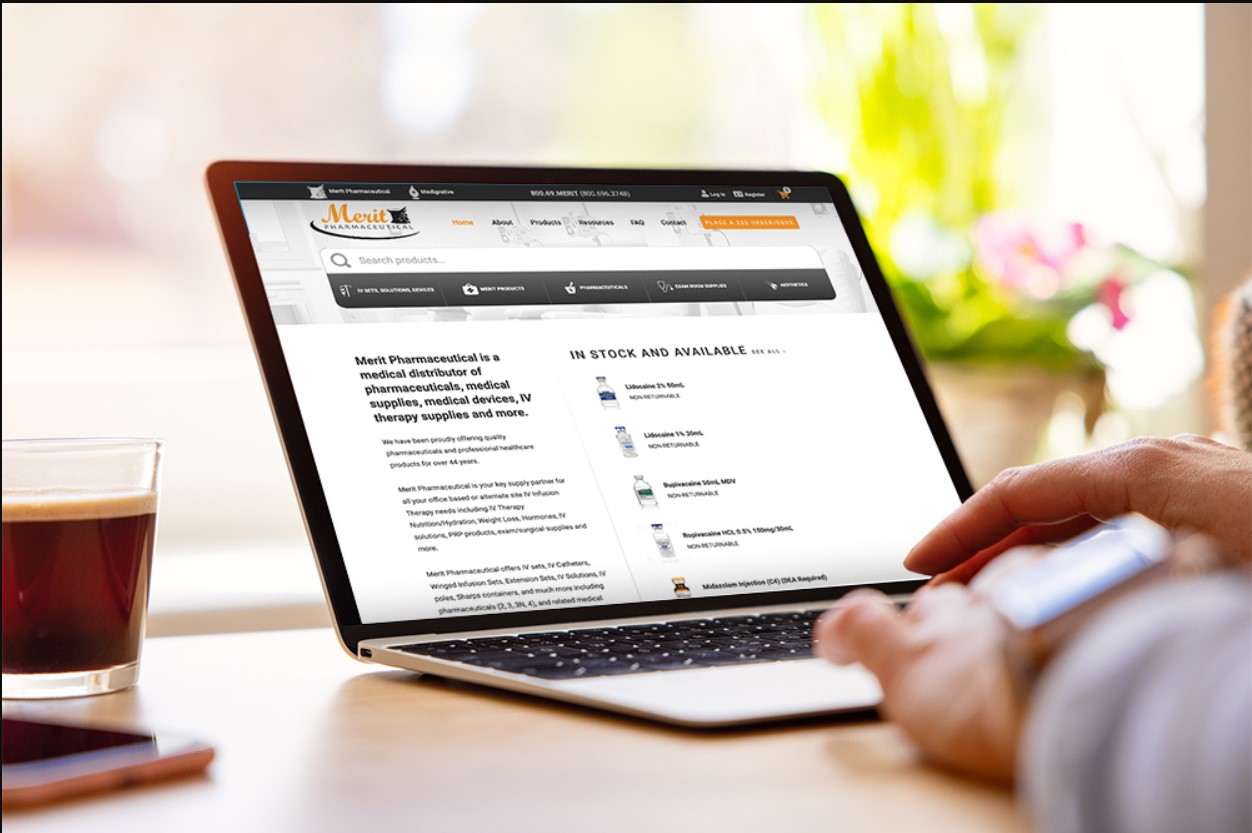 Merit Pharmaceutical
Medigrative
800.69.MERIT (800.696.3748)
Log In
Register
Merit
PHARMACEUTICAL
Home
About
Products
Resources
FAQ
Contact
PLACE A 222 ORDER/CSOS
Search products...
IV SETS, SOLUTIONS, DEVICES
MERIT PRODUCTS
PHARMACEUTICALS
EXAM ROOM SUPPLIES
AESTHETICS
Merit Pharmaceutical is a
medical distributor of
pharmaceuticals, medical
supplies, medical devices, IV
therapy supplies and more.
We have been proudly offering quality
pharmaceuticals and professional healthcare
products for over 44 years.
Merit Pharmaceutical is your key supply partner for
all your office based or alternate site IV Infusion
Therapy needs including IV Therapy
Nutrition/Hydration, Weight Loss, Hormones, IV
solutions, PRP products, exam/surgical supplies and
more.
Merit Pharmaceutical offers IV sets, IV Catheters,
Winged Infusion Sets, Extension Sets, IV Solutions, IV
poles, Sharps containers, and much more including
pharmaceuticals (2, 3, 3N, 4), and related medical
IN STOCK AND AVAILABLE SEE ALL ›
Lidocaine 2% 50mL
NON-RETURNABLE
Lidocaine 1% 20mL
NON-RETURNABLE
Bupivacaine 50mL MDV
NON-RETURNABLE
Ropivacaine HCL 0.5% 150mg/30mL
NON-RETURNABLE
Midazolam Injection (C4) (DEA Required)